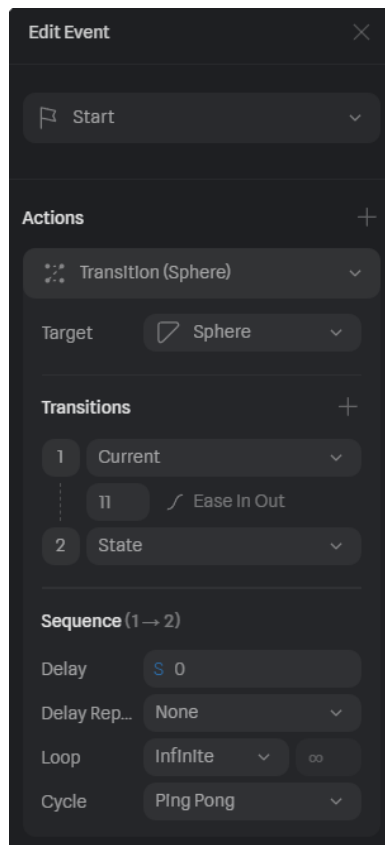 Edit Event
Start
Actions
Transition (Sphere)
Target Sphere
Transitions
1 Current
11 Ease In Out
2 State
Sequence (1→2)
Delay S 0
Delay Rep... None
Loop Infinite ∞
Cycle Ping Pong